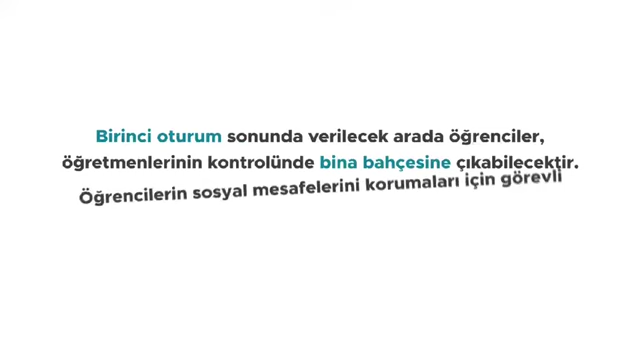 Birinci oturum sonunda verilecek arada öğrenciler,
öğretmenlerinin kontrolünde bina bahçesine çıkabilecektir.
Öğrencilerin sosyal mesafelerini korumaları için görevli